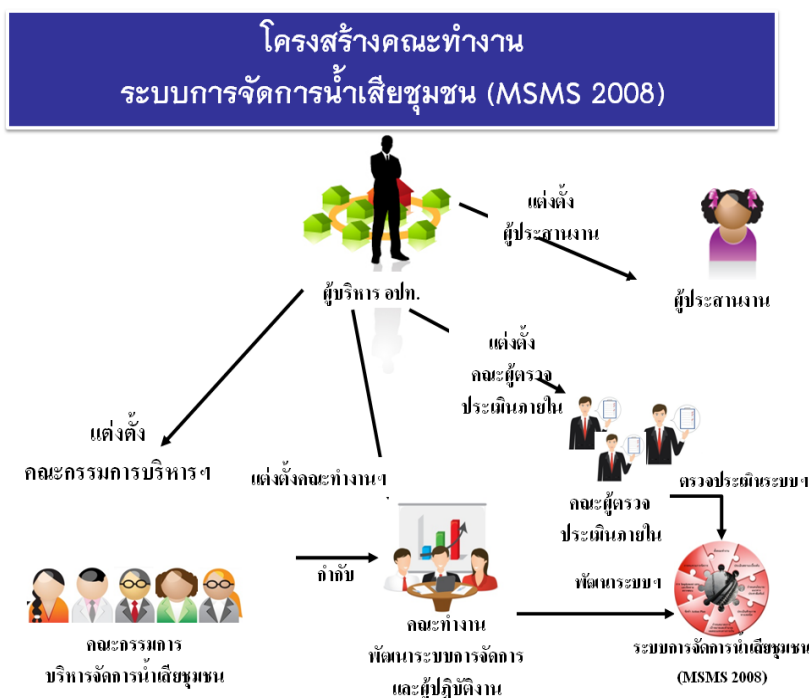 โครงสร้างคณะทำงาน
ระบบการจัดการน้ำเสียชุมชน (MSMS 2008)
แต่งตั้ง
ผู้ประสานงาน
ผู้บริหาร อปท.
ผู้ประสานงาน
แต่งตั้ง
คณะผู้ตรวจ
ประเมินภายใน
แต่งตั้ง
คณะกรรมการบริหารฯ
แต่งตั้งคณะทำงานฯ
คณะผู้ตรวจ
ประเมินภายใน
ตรวจประเมินระบบฯ
กำกับ
พัฒนาระบบฯ
คณะกรรมการ
บริหารจัดการน้ำเสียชุมชน
คณะทำงาน
พัฒนาระบบการจัดการ
และผู้ปฏิบัติงาน
ระบบการจัดการน้ำเสียชุมชน
(MSMS 2008)